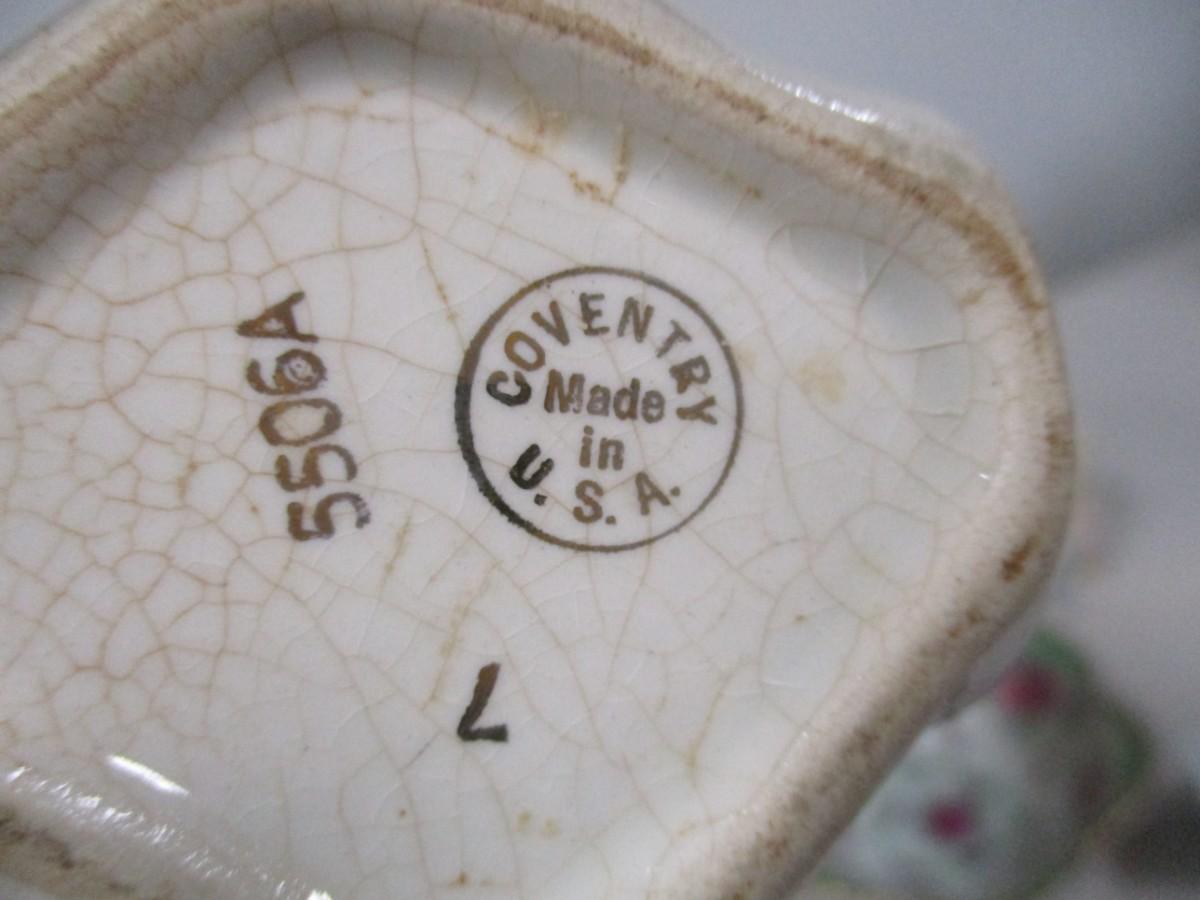 COVENTRY
Made
in
U. S. A.
5506A
7